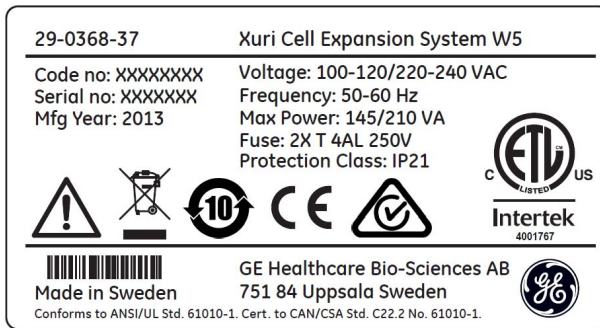 29-0368-37 Xuri Cell Expansion System W5
Code no: XXXXXXXX
Serial no: XXXXXXX
Mfg Year: 2013
Voltage: 100-120/220-240 VAC
Frequency: 50-60 Hz
Max Power: 145/210 VA
Fuse: 2X T 4AL 250V
Protection Class: IP21
10
CE
C ETL CM US
LISTED
Intertek
4001767
Made in Sweden
GE Healthcare Bio-Sciences AB
751 84 Uppsala Sweden
GE
Conforms to ANSI/UL Std. 61010-1. Cert. to CAN/CSA Std. C22.2 No. 61010-1.